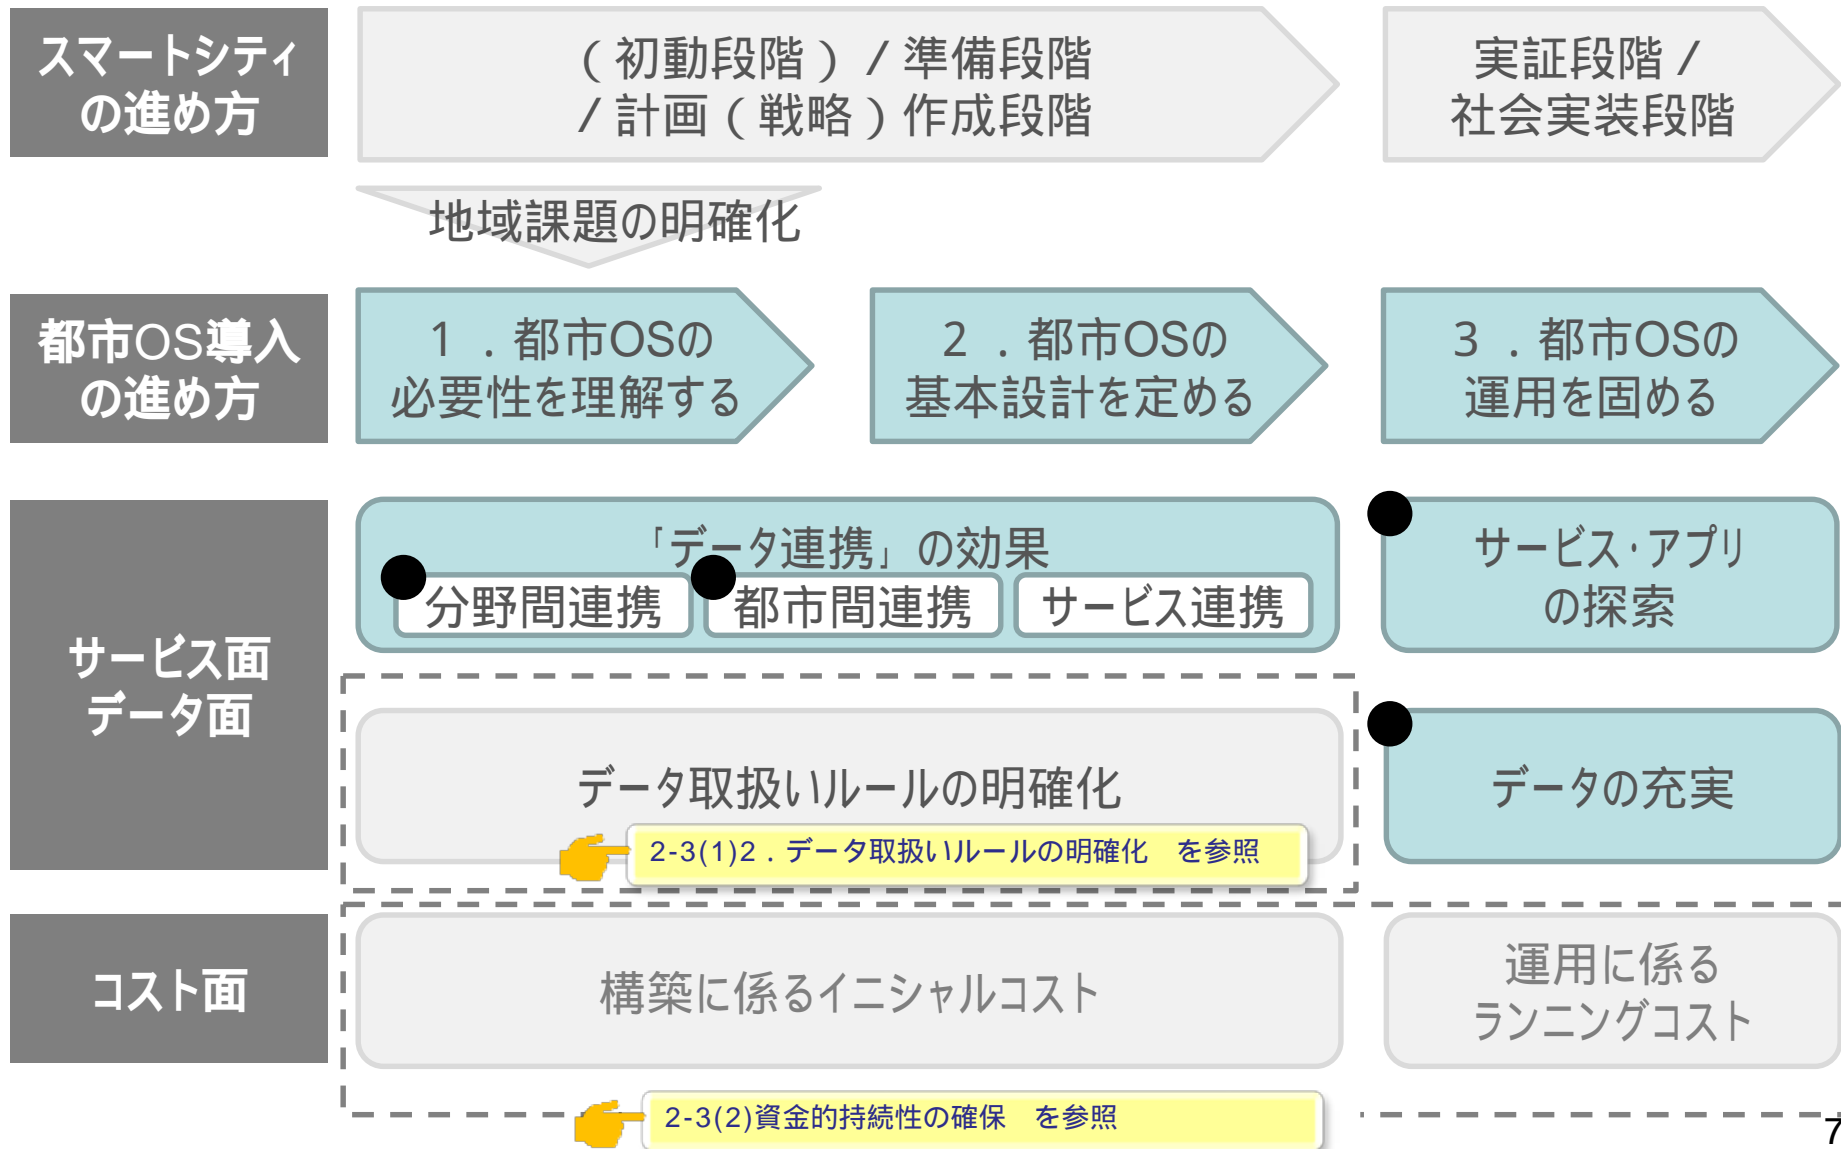 スマートシティ
の進め方
（初動段階）/準備段階
/計画（戦略）作成段階
実証段階/
社会実装段階
地域課題の明確化
都市OS導入
の進め方
1．都市OSの
必要性を理解する
2．都市OSの
基本設計を定める
3．都市OSの
運用を固める
サービス面
データ面
「データ連携」の効果
分野間連携
都市間連携
サービス連携
サービス・アプリ
の探索
データ取扱いルールの明確化
2-3(1)2．データ取扱いルールの明確化　を参照
データの充実
コスト面
構築に係るイニシャルコスト
運用に係る
ランニングコスト
2-3(2)資金的持続性の確保　を参照
7